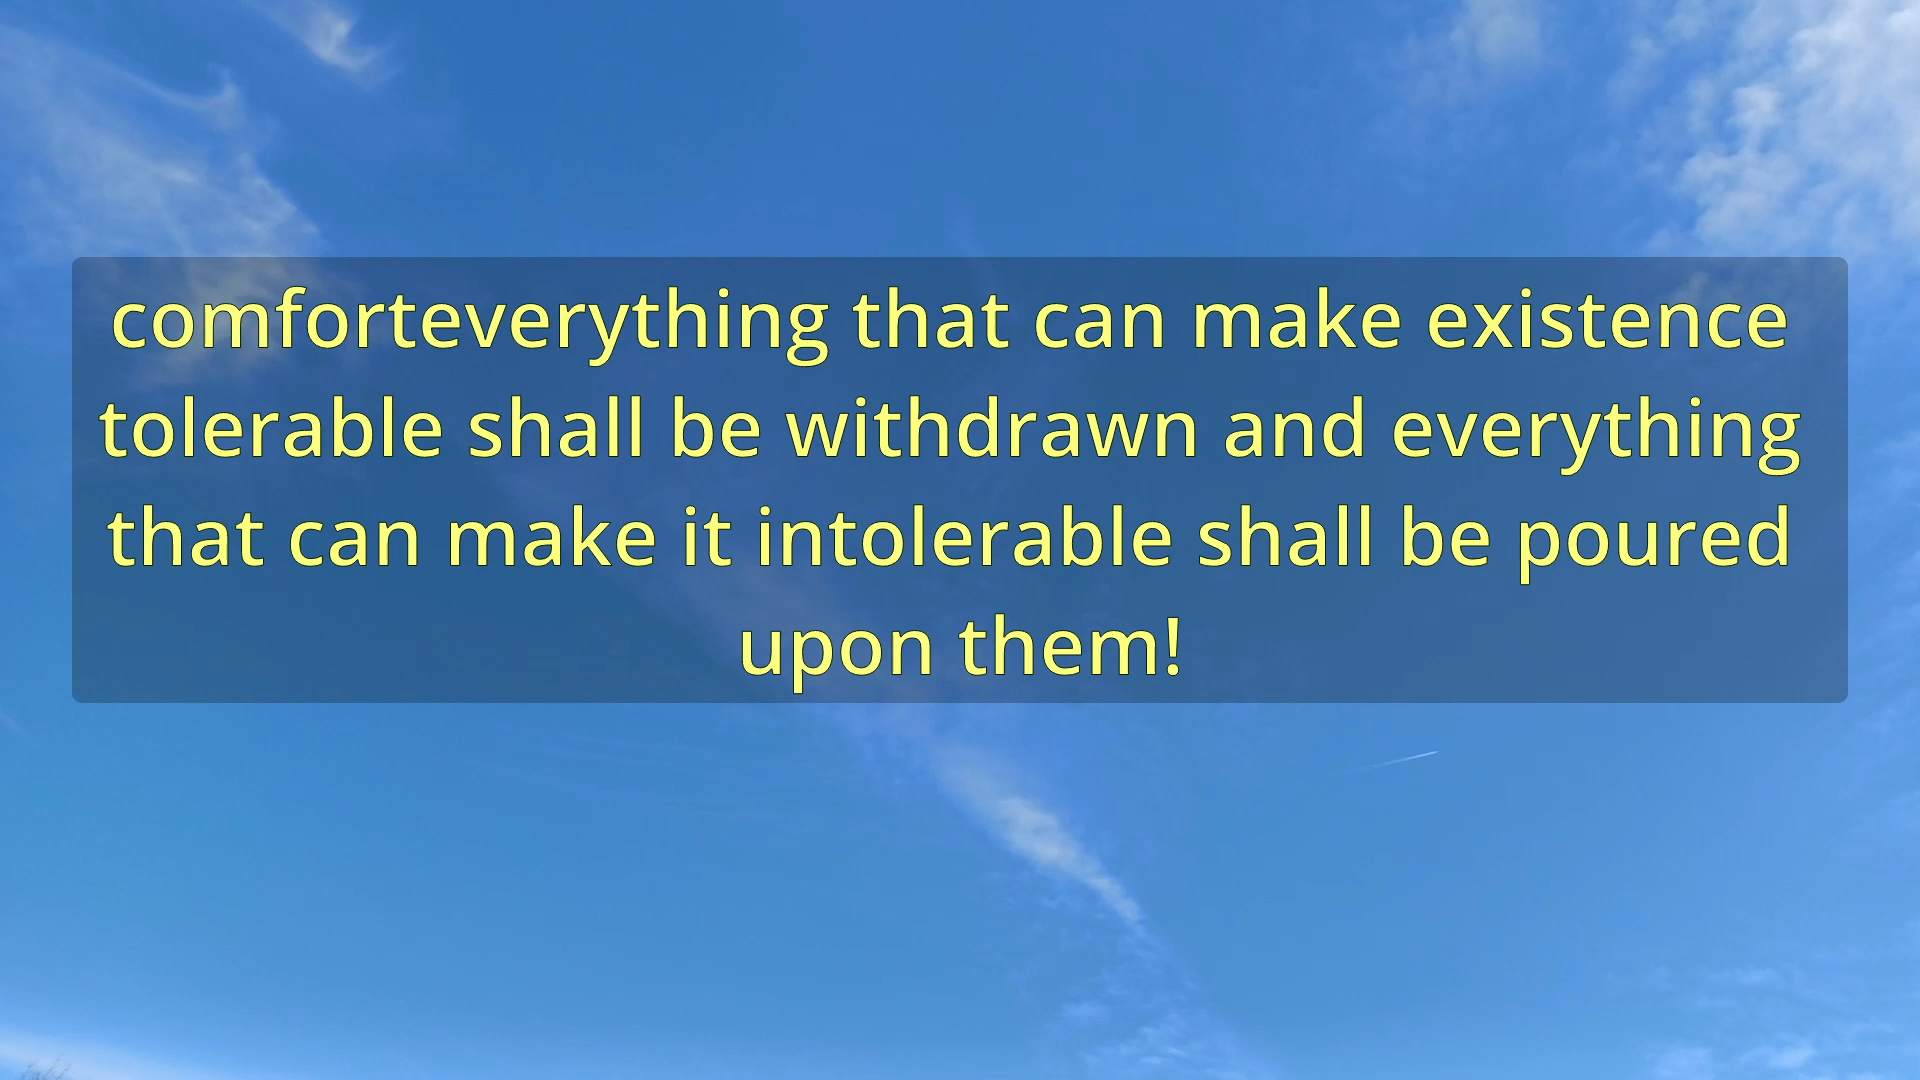 comforteverything that can make existence
tolerable shall be withdrawn and everything
that can make it intolerable shall be poured
upon them!